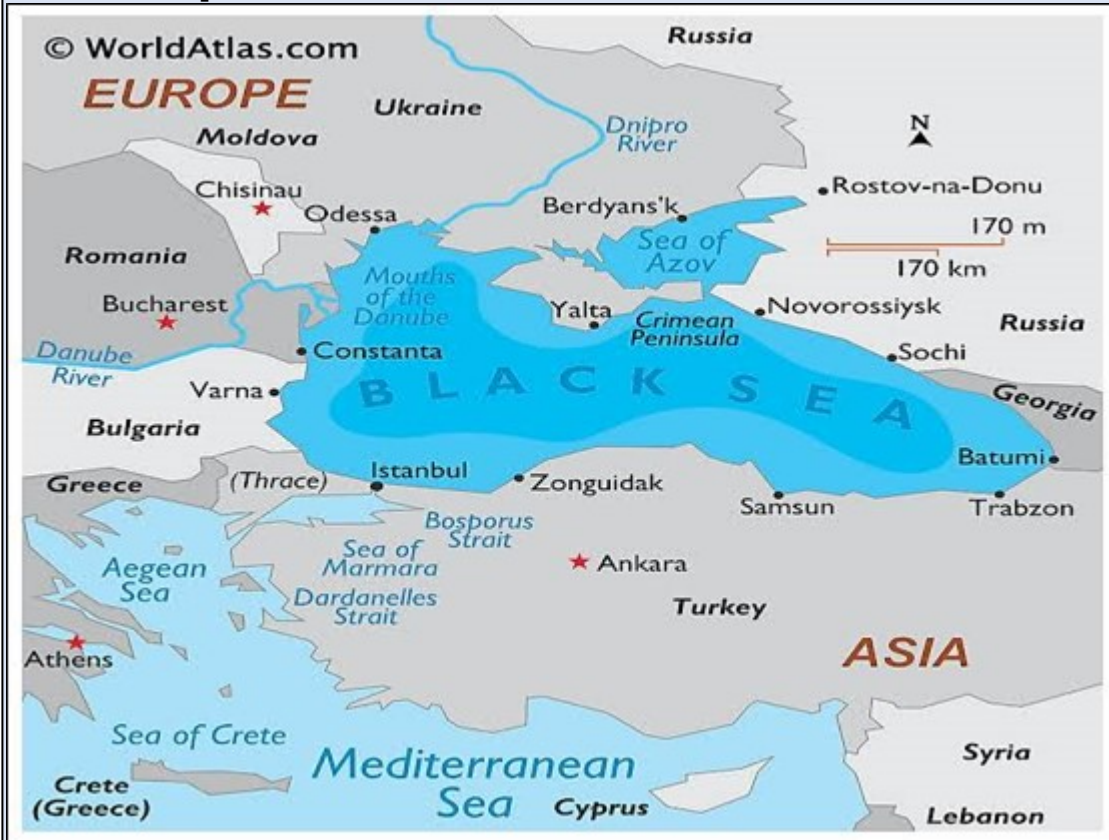 © WorldAtlas.com
Russia
EUROPE
Ukraine
Moldova
Dnipro
River
N
Chisinau
Rostov-na-Donu
Odessa
Berdyans'k
170 m
Sea of
Azov
170 km
Romania
Mouths
of the
Danube
Bucharest
Yalta
Novorossiysk
Crimean
Peninsula
Russia
Danube
River
Constanta
Sochi
Varna
BLACK SEA
Georgia
Bulgaria
Batumi
Greece
(Thrace)
Istanbul
Zonguidak
Samsun
Trabzon
Bosporus
Strait
Sea of
Marmara
Ankara
Aegean
Sea
Dardanelles
Strait
Turkey
Athens
ASIA
Sea of Crete
Mediterranean
Sea
Syria
Crete
(Greece)
Cyprus
Lebanon